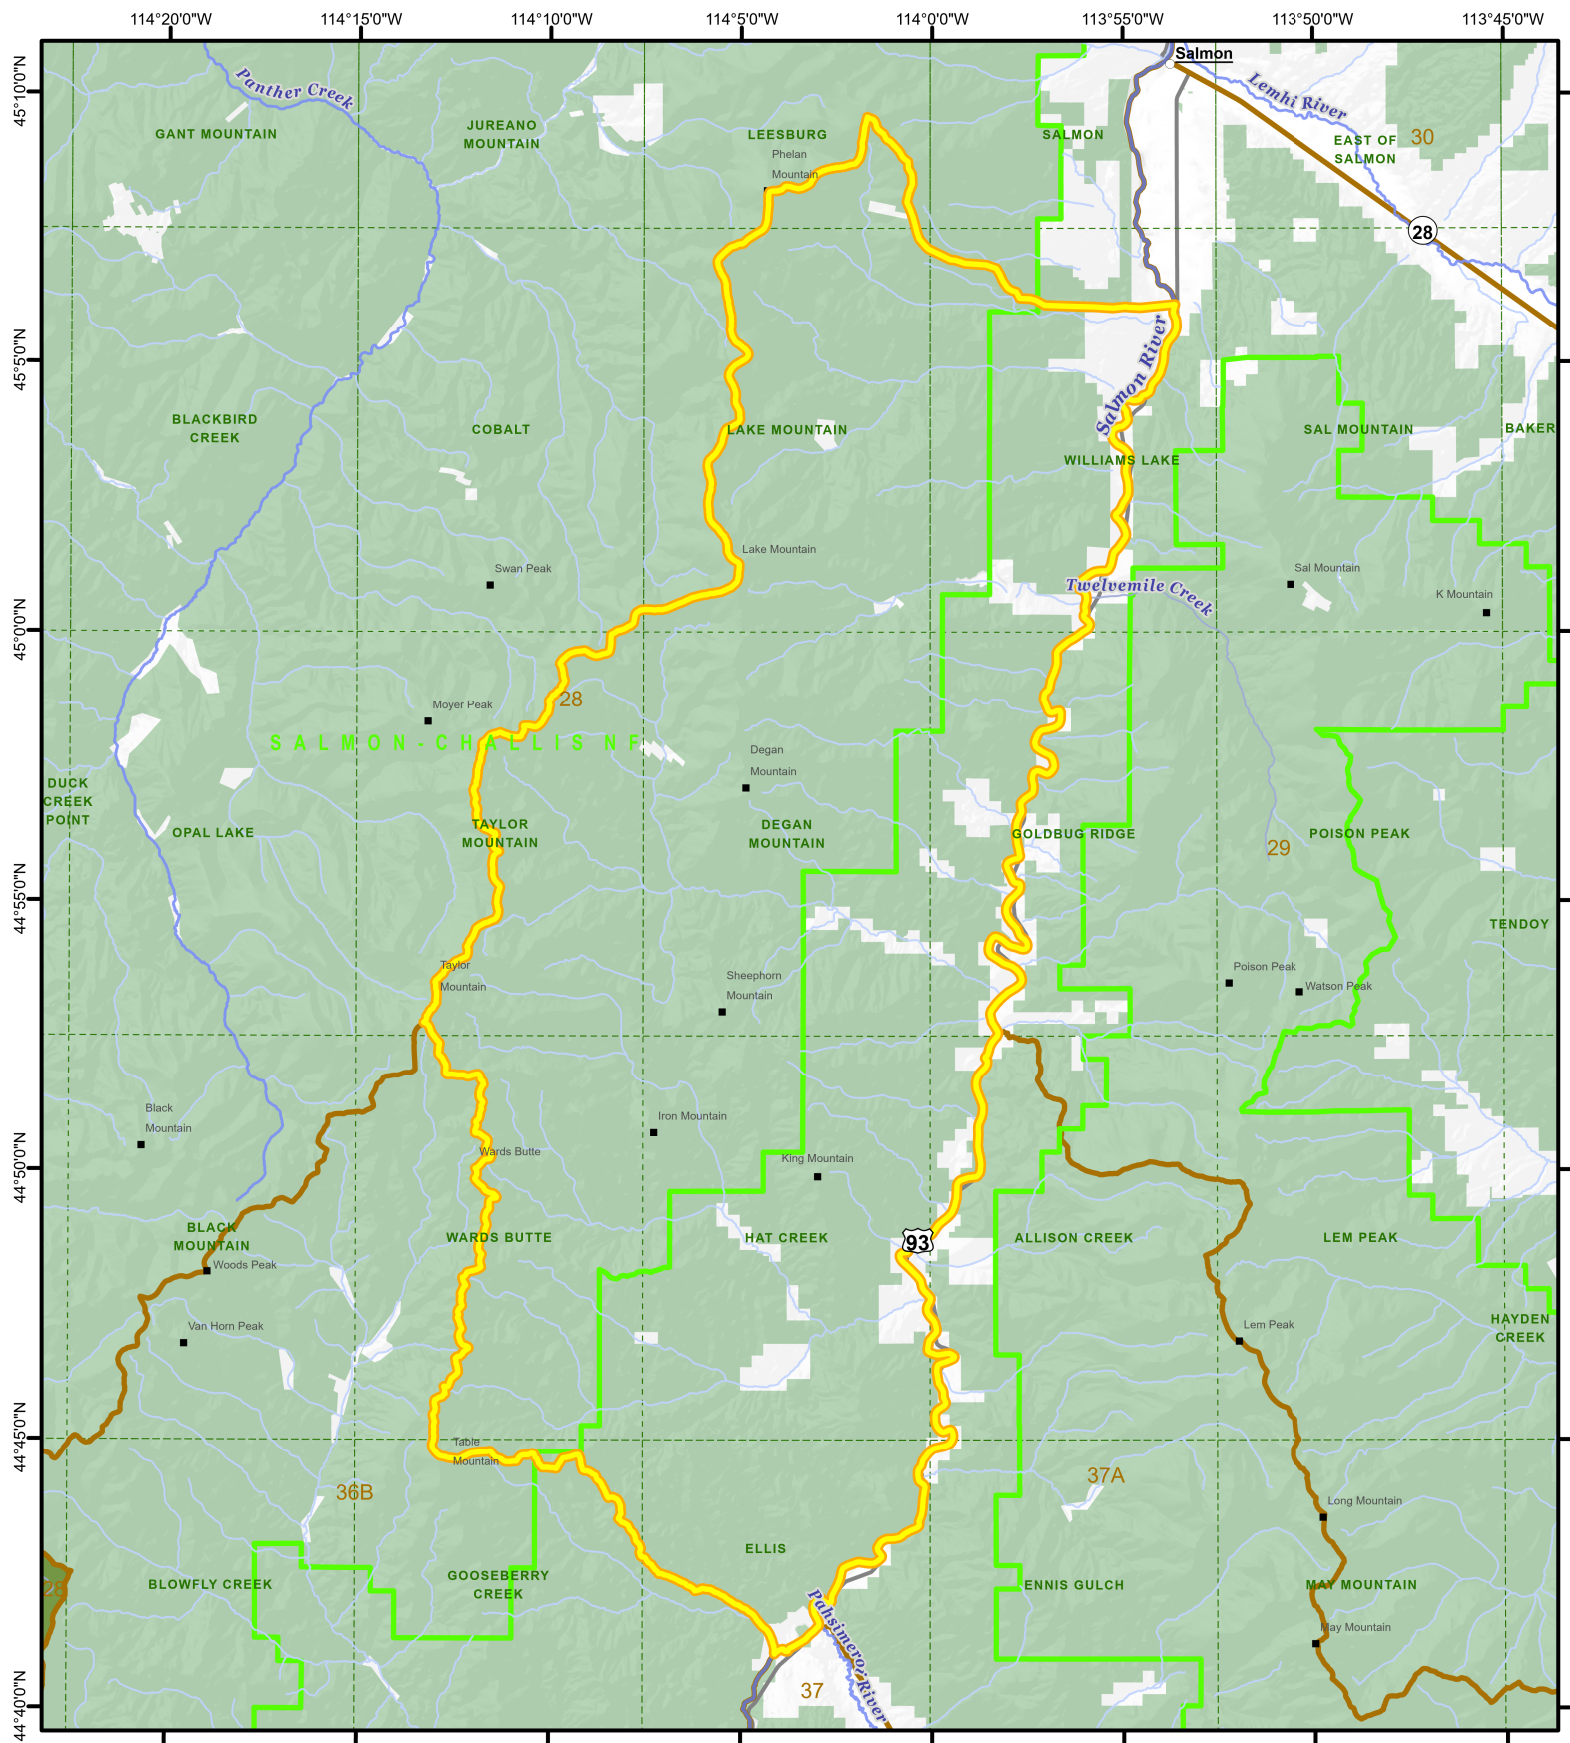 114°20'0"W
114°15'0"W
114°10'0"W
114°5'0"W
114°0'0"W
113°55'0"W
113°50'0"W
113°45'0"W
45°10'0"N
45°5'0"N
45°0'0"N
44°55'0"N
44°50'0"N
44°45'0"N
44°40'0"N
Salmon
Panther Creek
Lemhi River
GANT MOUNTAIN
JUREANO
MOUNTAIN
LEESBURG
SALMON
EAST OF
SALMON
30
Phelan
Mountain
28
Salmon River
BLACKBIRD
CREEK
COBALT
LAKE MOUNTAIN
WILLIAMS LAKE
SAL MOUNTAIN
BAKER
Lake Mountain
Swan Peak
Twelvemile Creek
Sal Mountain
K Mountain
Moyer Peak
28
SALMON-CHALLIS NF
Degan
Mountain
DUCK
CREEK
POINT
OPAL LAKE
TAYLOR
MOUNTAIN
DEGAN
MOUNTAIN
GOLDBUG RIDGE
29
POISON PEAK
TENDOY
Taylor
Mountain
Sheephorn
Mountain
Poison Peak
Watson Peak
Black
Mountain
Iron Mountain
Wards Butte
King Mountain
BLACK
MOUNTAIN
WARDS BUTTE
HAT CREEK
93
ALLISON CREEK
LEM PEAK
Woods Peak
Van Horn Peak
Lem Peak
HAYDEN
CREEK
Table
Mountain
36B
37A
Long Mountain
ELLIS
28
BLOWFLY CREEK
GOOSEBERRY
CREEK
ENNIS GULCH
MAY MOUNTAIN
Pahsimeroi River
May Mountain
37